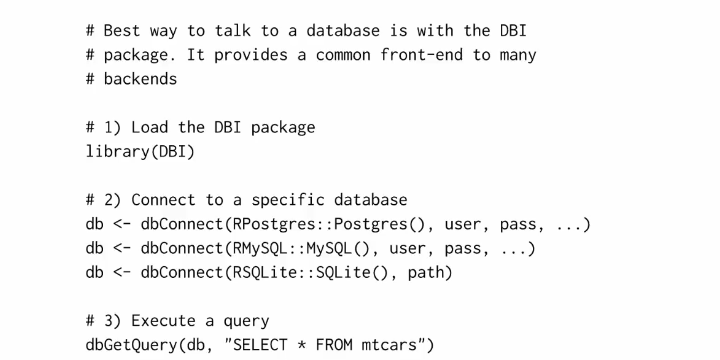 # Best way to talk to a database is with the DBI
# package. It provides a common front-end to many
# backends
# 1) Load the DBI package
library(DBI)
# 2) Connect to a specific database
db <- dbConnect(RPostgres::Postgres(), user, pass, ...)
db <- dbConnect(RMySQL::MySQL(), user, pass, ...)
db <- dbConnect(RSQLite::SQLite(), path)
# 3) Execute a query
dbGetQuery(db, "SELECT * FROM mtcars")